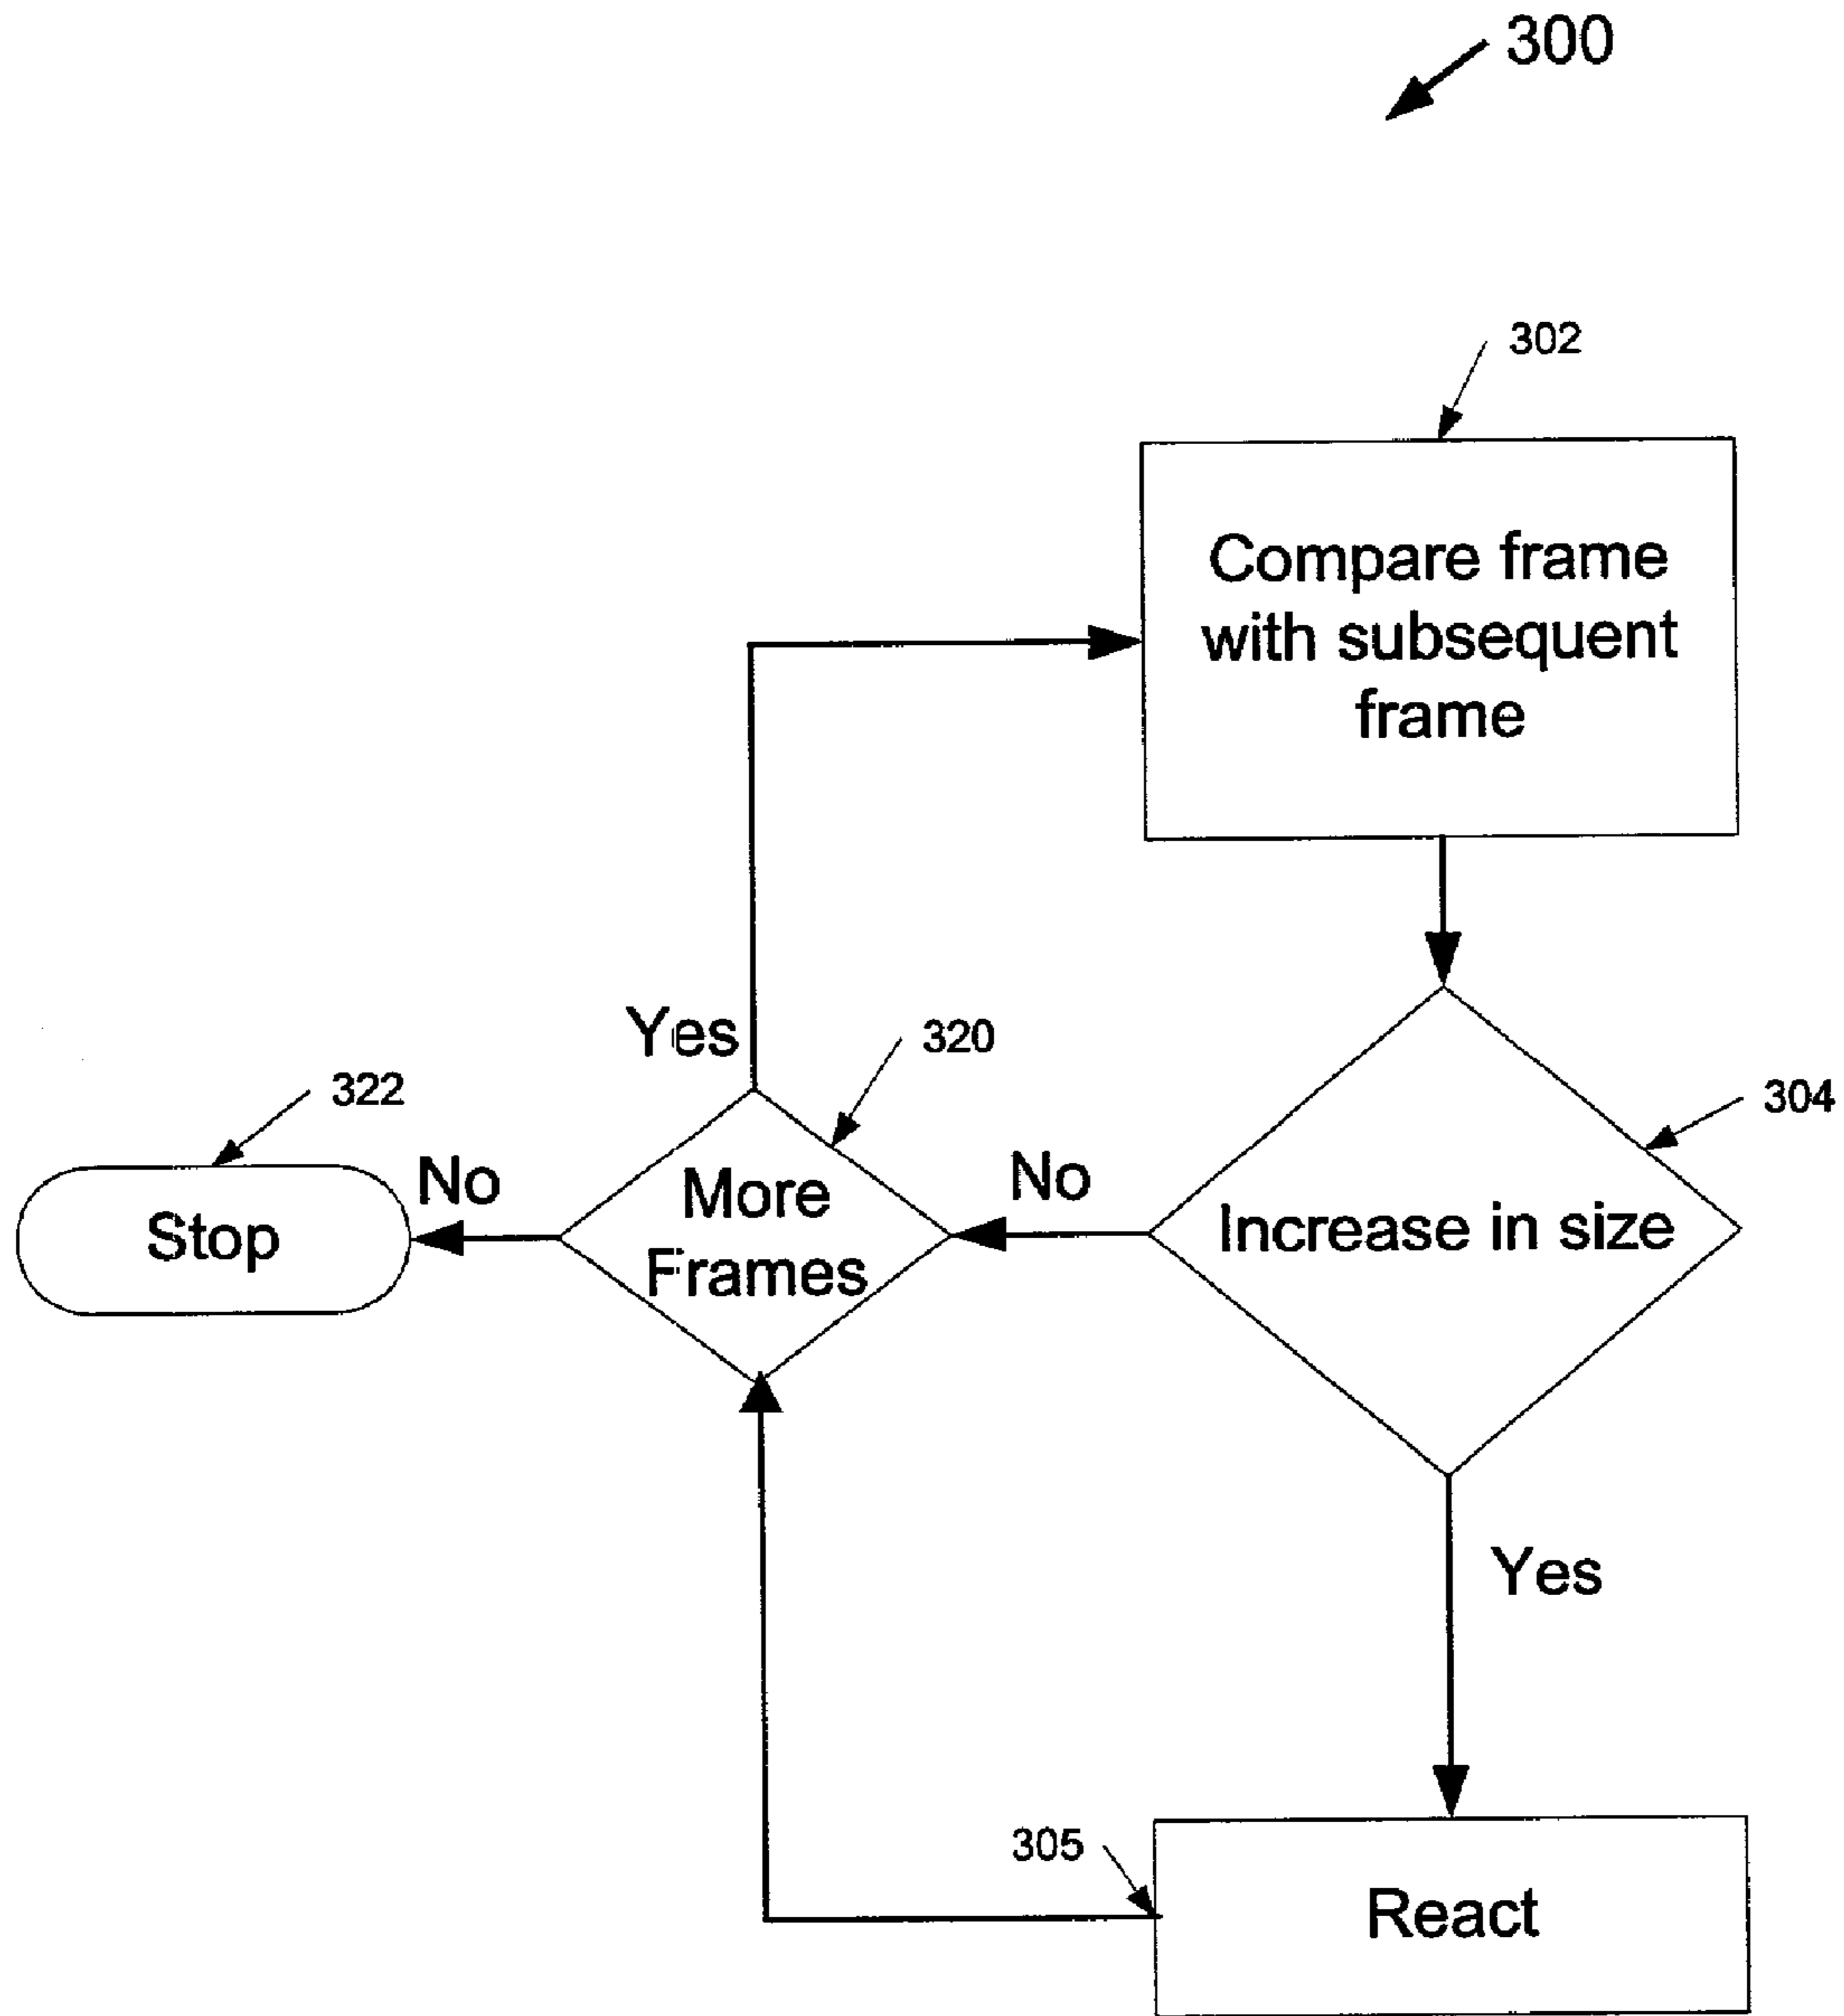 300
302
Compare frame
with subsequent
frame
Yes
320
322
304
No
No
More
Frames
Stop
Increase in size
Yes
305
React